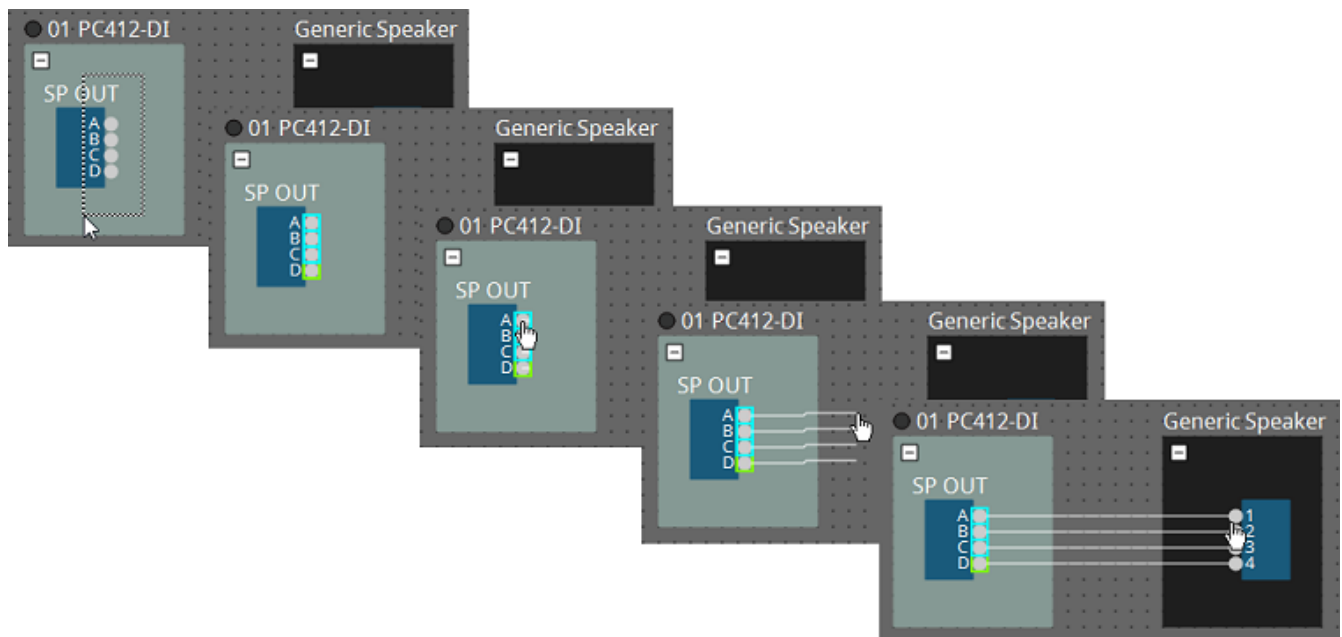 01 PC412-DI
Generic Speaker
SP OUT
A
B
C
D
01 PC412-DI
Generic Speaker
SP OUT
A
B
C
D
01 PC412-DI
Generic Speaker
SP OUT
A
B
C
D
01 PC412-DI
Generic Speaker
SP OUT
A
B
C
D
01 PC412-DI
Generic Speaker
SP OUT
A 1
B 2
C 3
D 4